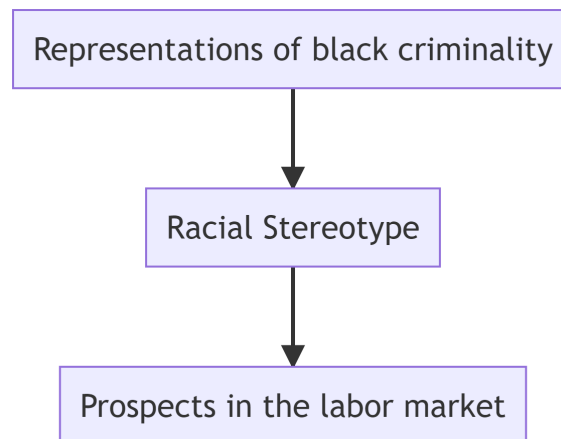 Representations of black criminality
Racial Stereotype
Prospects in the labor market